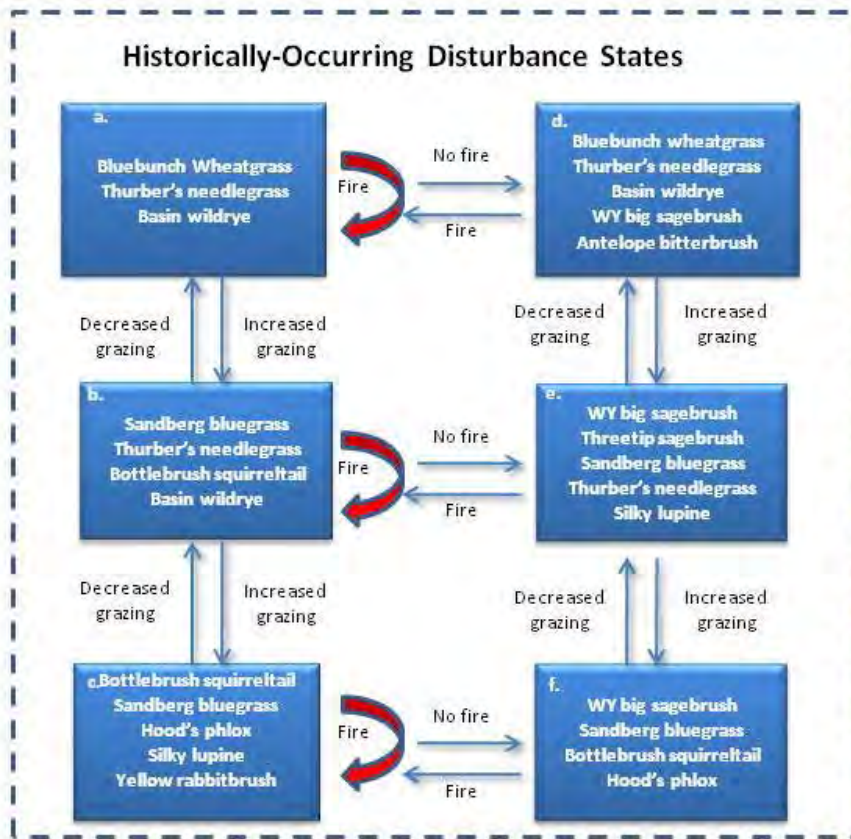 Historically-Occurring Disturbance States
a.
Bluebunch Wheatgrass
Thurber's needlegrass
Basin wildrye
Fire
No fire
Fire
d.
Bluebunch wheatgrass
Thurber's needlegrass
Basin wildrye
WY big sagebrush
Antelope bitterbrush
Decreased
grazing
Increased
grazing
Decreased
grazing
Increased
grazing
b.
Sandberg bluegrass
Thurber's needlegrass
Bottlebrush squirreltail
Basin wildrye
Fire
No fire
Fire
e.
WY big sagebrush
Threetip sagebrush
Sandberg bluegrass
Thurber's needlegrass
Silky lupine
Decreased
grazing
Increased
grazing
Decreased
grazing
Increased
grazing
c.
Bottlebrush squirreltail
Sandberg bluegrass
Hood's phlox
Silky lupine
Yellow rabbitbrush
Fire
No fire
Fire
f.
WY big sagebrush
Sandberg bluegrass
Bottlebrush squirreltail
Hood's phlox